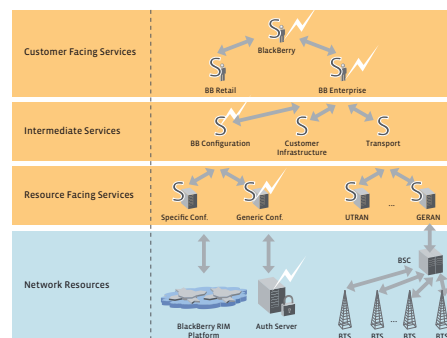 Customer Facing Services
BlackBerry
BB Retail
BB Enterprise
Intermediate Services
BB Configuration
Customer
Infrastructure
Transport
Resource Facing Services
Specific Conf.
Generic Conf.
UTRAN
...
GERAN
Network Resources
BSC
BlackBerry RIM
Platform
Auth Server
...
BTS
BTS
BTS
BTS